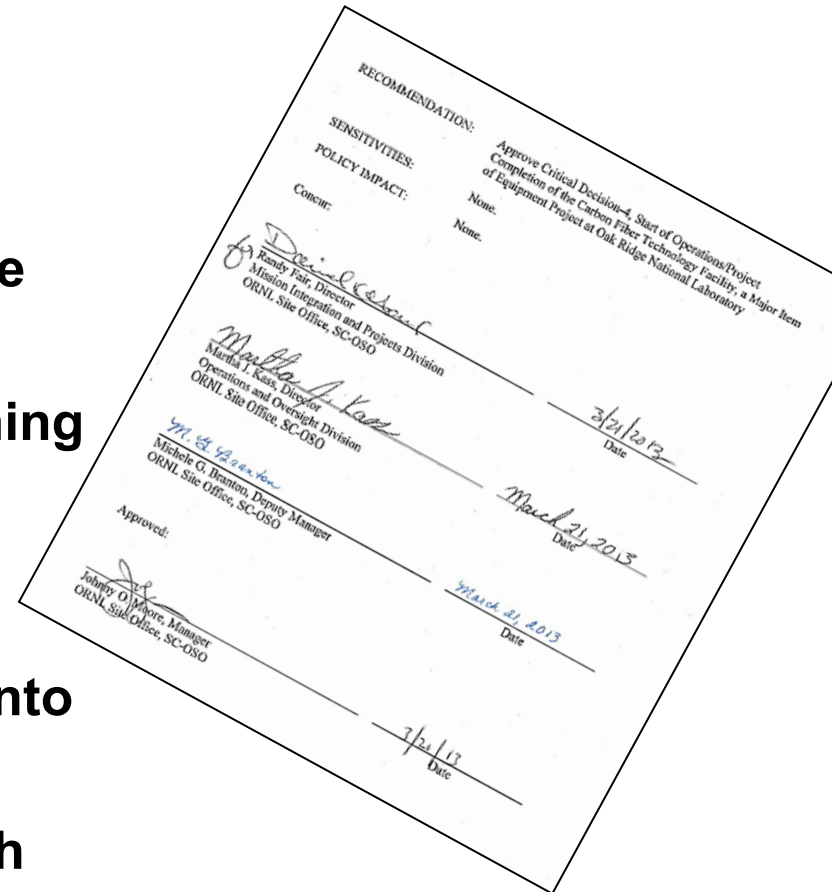 e
ing
nto
h
RECOMMENDATION:
Approve Critical Decision-4, Start of Operations/Project
Completion of the Carbon Fiber Technology Facility, a Major Item
of Equipment Project at Oak Ridge National Laboratory
SENSITIVITIES:
None.
POLICY IMPACT:
None.
Concur:
for
Randy Fair, Director
Mission Integration and Projects Division
ORNL Site Office, SC-OSO
3/21/2013
Date
Martha J. Kass
Martha J. Kass, Director
Operations and Oversight Division
ORNL Site Office, SC-OSO
March 21, 2013
Date
M. G. Branton
Michele G. Branton, Deputy Manager
ORNL Site Office, SC-OSO
March 21, 2013
Date
Approved:
Johnny O. Moore, Manager
ORNL Site Office, SC-OSO
3/21/13
Date